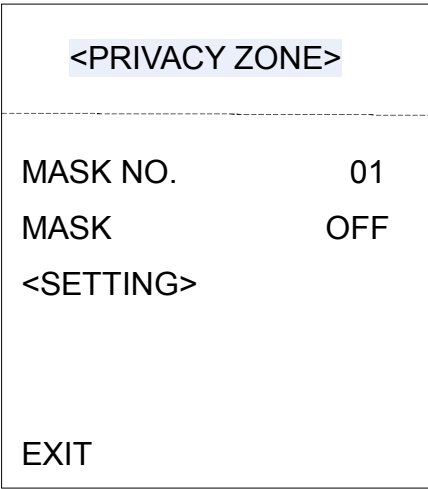 <PRIVACY ZONE>
MASK NO. 01
MASK OFF
<SETTING>
EXIT